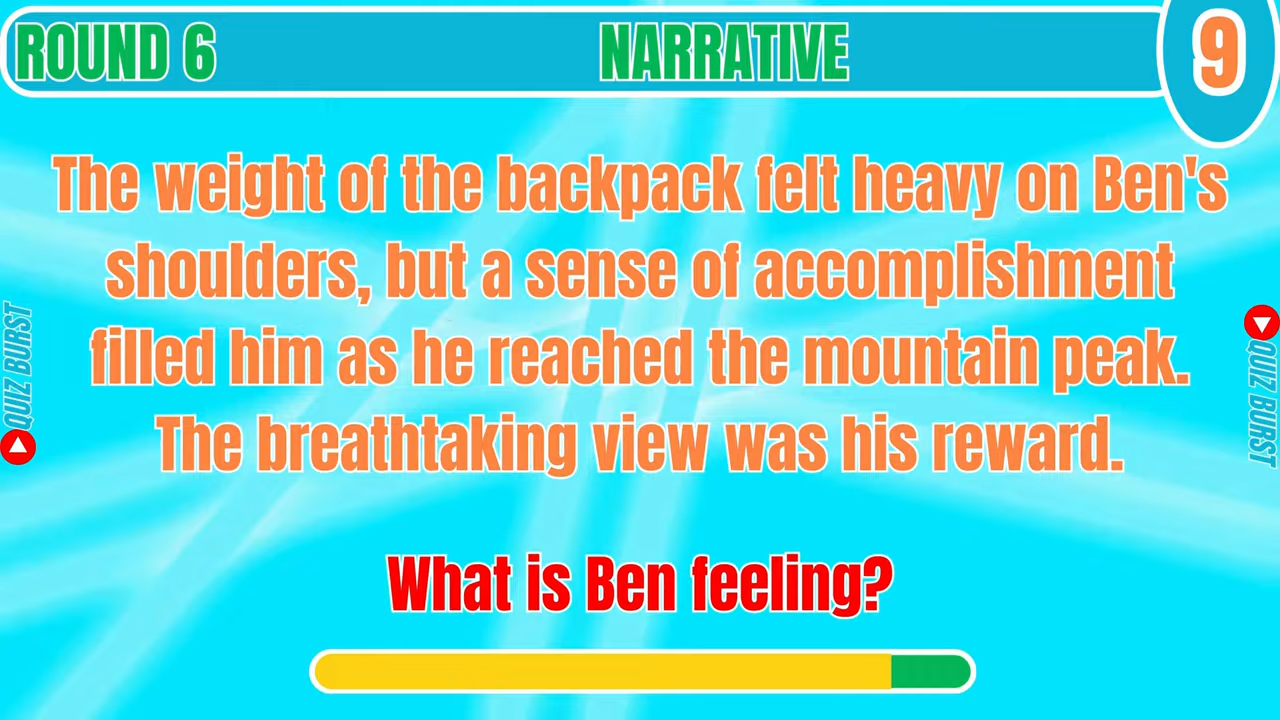 ROUND 6
NARRATIVE
9
The weight of the backpack felt heavy on Ben's
shoulders, but a sense of accomplishment
filled him as he reached the mountain peak.
The breathtaking view was his reward.
What is Ben feeling?
QUIZ BURST
QUIZ BURST